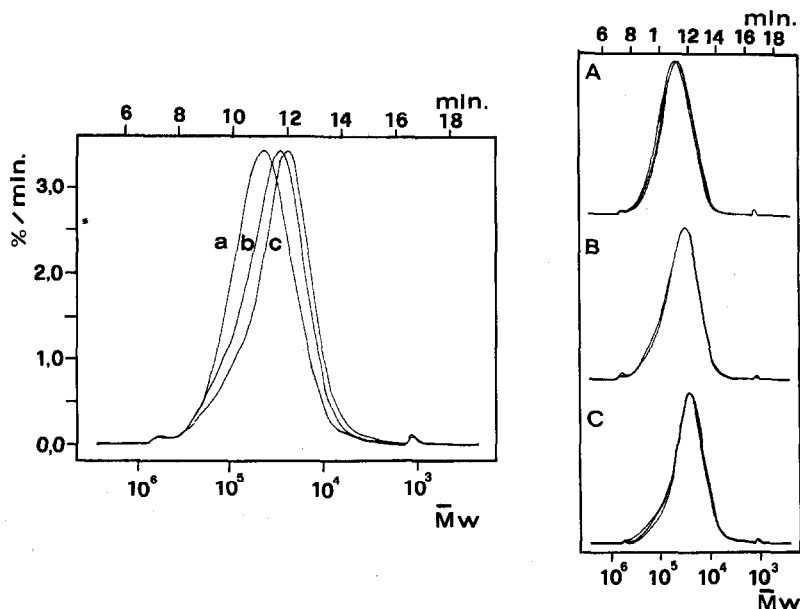 min.
6 8 10 12 14 16 18
%/min.
3,0
2,0
1,0
0,0
a b c
10⁶ 10⁵ 10⁴ 10³
M̅w
min.
6 8 1 12 14 16 18
A
B
C
10⁶ 10⁵ 10⁴ 10³
M̅w